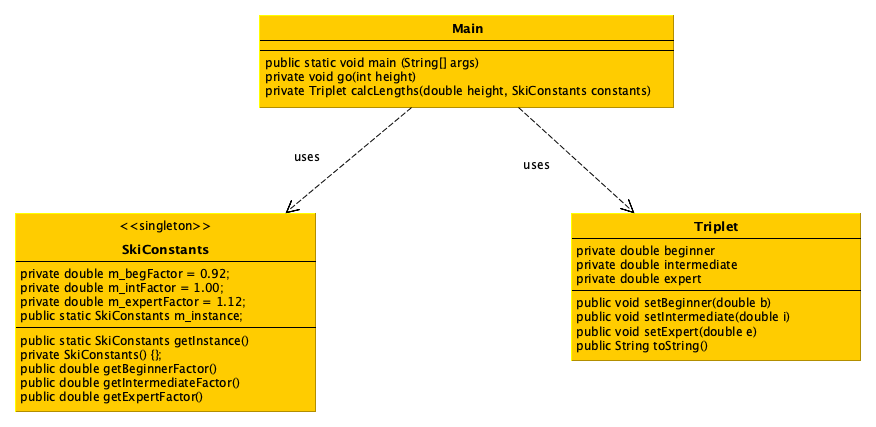 Main
public static void main (String[] args)
private void go(int height)
private Triplet calcLengths(double height, SkiConstants constants)
uses
uses
<<singleton>>
SkiConstants
private double m_begFactor = 0.92;
private double m_intFactor = 1.00;
private double m_expertFactor = 1.12;
public static SkiConstants m_instance;
public static SkiConstants getInstance()
private SkiConstants() {};
public double getBeginnerFactor()
public double getIntermediateFactor()
public double getExpertFactor()
Triplet
private double beginner
private double intermediate
private double expert
public void setBeginner(double b)
public void setIntermediate(double i)
public void setExpert(double e)
public String toString()